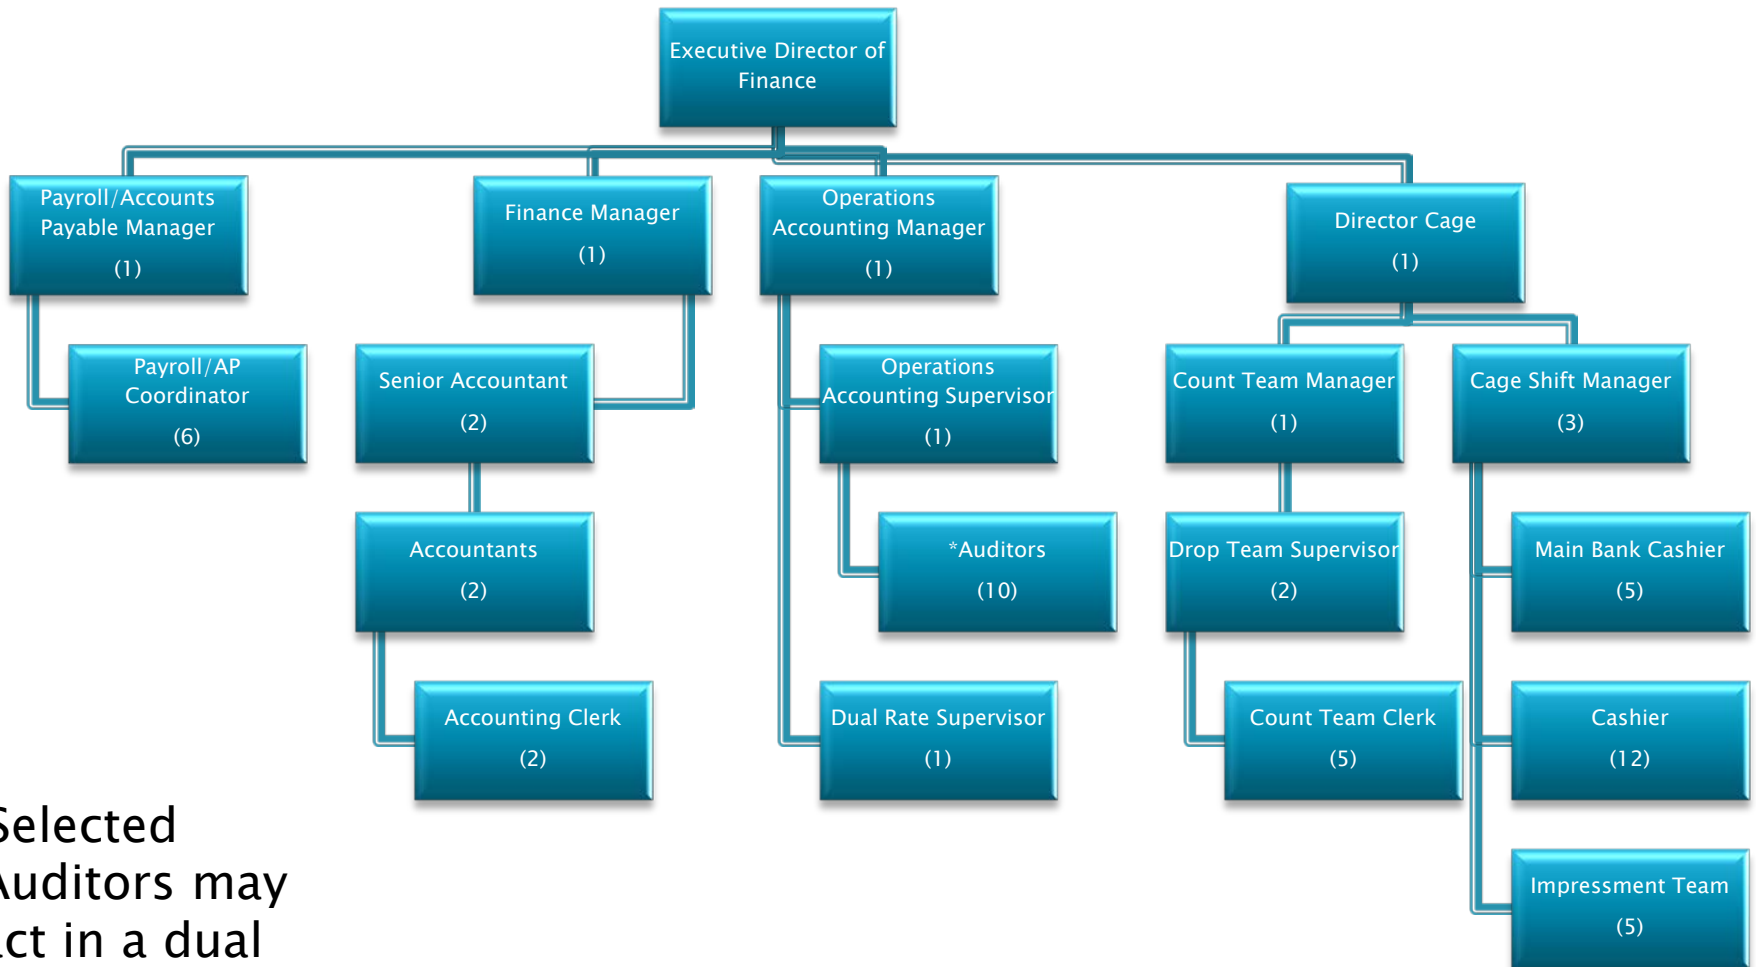 Executive Director of
Finance
Payroll/Accounts
Payable Manager
(1)
Finance Manager
(1)
Operations
Accounting Manager
(1)
Director Cage
(1)
Payroll/AP
Coordinator
(6)
Senior Accountant
(2)
Operations
Accounting Supervisor
(1)
Count Team Manager
(1)
Cage Shift Manager
(3)
Accountants
(2)
*Auditors
(10)
Drop Team Supervisor
(2)
Main Bank Cashier
(5)
Accounting Clerk
(2)
Dual Rate Supervisor
(1)
Count Team Clerk
(5)
Cashier
(12)
Impressment Team
(5)
Selected
Auditors may
act in a dual